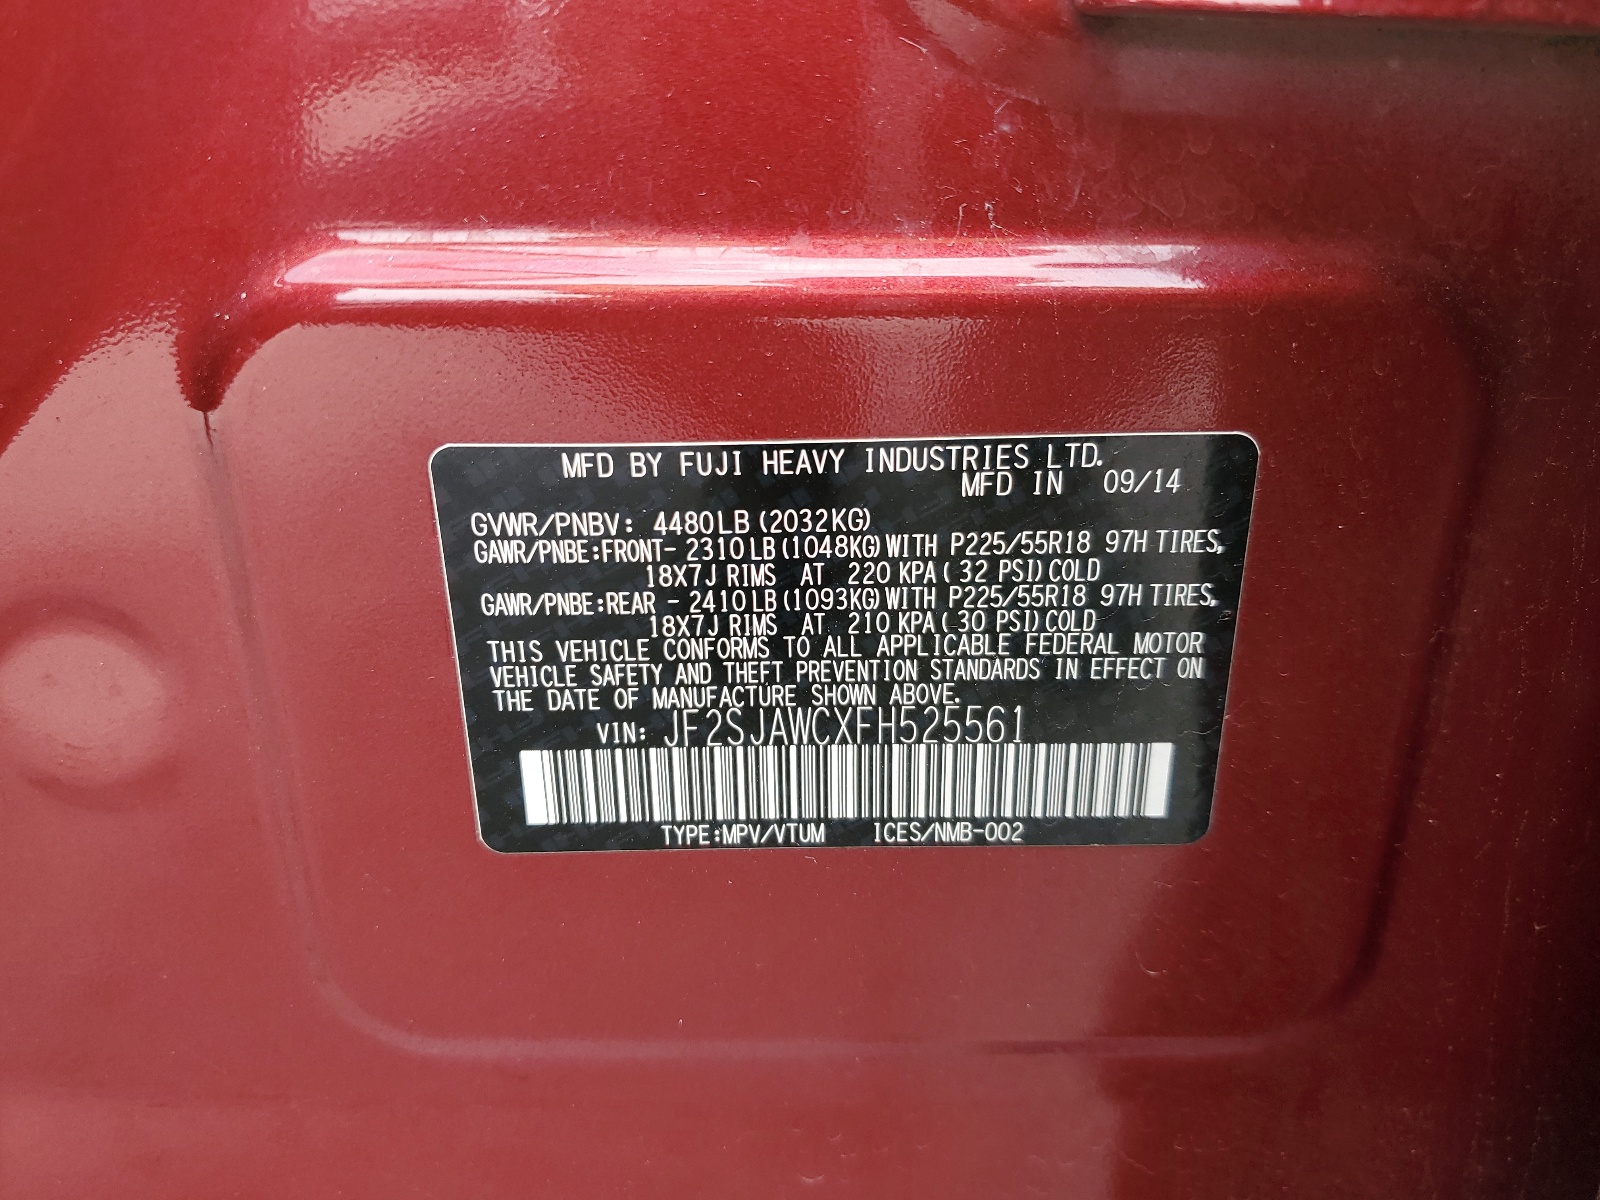 MFD BY FUJI HEAVY INDUSTRIES LTD.
MFD IN 09/14
GVWR/PNBV: 4480LB(2032KG)
GAWR/PNBE:FRONT- 2310LB(1048KG)WITH P225/55R18 97H TIRES,
18X7J RIMS AT 220 KPA( 32 PSI)COLD
GAWR/PNBE:REAR - 2410LB(1093KG)WITH P225/55R18 97H TIRES,
18X7J RIMS AT 210 KPA( 30 PSI)COLD
THIS VEHICLE CONFORMS TO ALL APPLICABLE FEDERAL MOTOR
VEHICLE SAFETY AND THEFT PREVENTION STANDARDS IN EFFECT ON
THE DATE OF MANUFACTURE SHOWN ABOVE.
VIN: JF2SJAWCXFH525561
TYPE:MPV/VTUM ICES/NMB-002